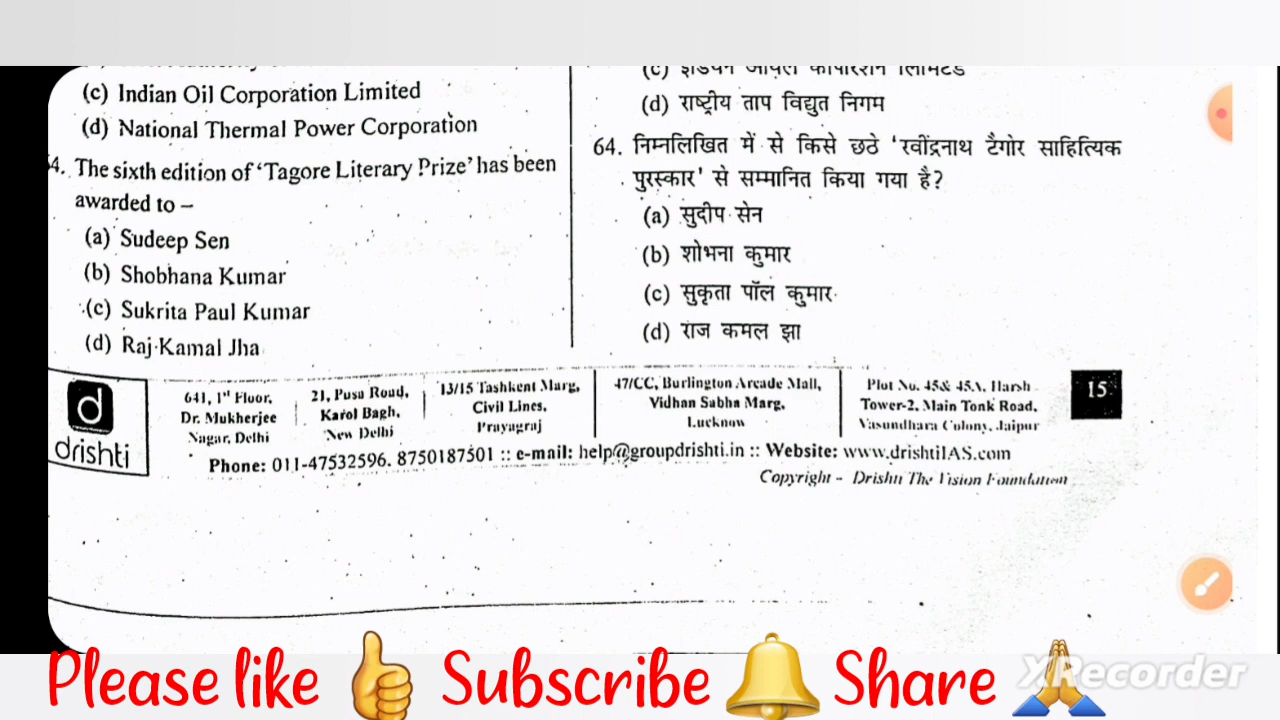 (c) Indian Oil Corporation Limited
(d) National Thermal Power Corporation
4. The sixth edition of ‘Tagore Literary Prize’ has been
awarded to –
(a) Sudeep Sen
(b) Shobhana Kumar
(c) Sukrita Paul Kumar
(d) Raj Kamal Jha
(c) इंडियन ऑयल कॉर्पोरेशन लिमिटेड
(d) राष्ट्रीय ताप विद्युत निगम
64. निम्नलिखित में से किसे छठे ‘रवींद्रनाथ टैगोर साहित्यिक
पुरस्कार’ से सम्मानित किया गया है?
(a) सुदीप सेन
(b) शोभना कुमार
(c) सुकृता पॉल कुमार
(d) राज कमल झा
d
drishti
641, 1st Floor,
Dr. Mukherjee
Nagar, Delhi
21, Pusa Road,
Karol Bagh,
New Delhi
13/15 Tashkent Marg,
Civil Lines,
Prayagraj
47/CC, Burlington Arcade Mall,
Vidhan Sabha Marg,
Lucknow
Plot No. 45& 45A, Harsh
Tower-2, Main Tonk Road,
Vasundhara Colony, Jaipur
15
Phone: 011-47532596, 8750187501 :: e-mail: help@groupdrishti.in :: Website: www.drishtiIAS.com
Copyright - Drishti The Vision Foundation
Please like Subscribe Share
XRecorder